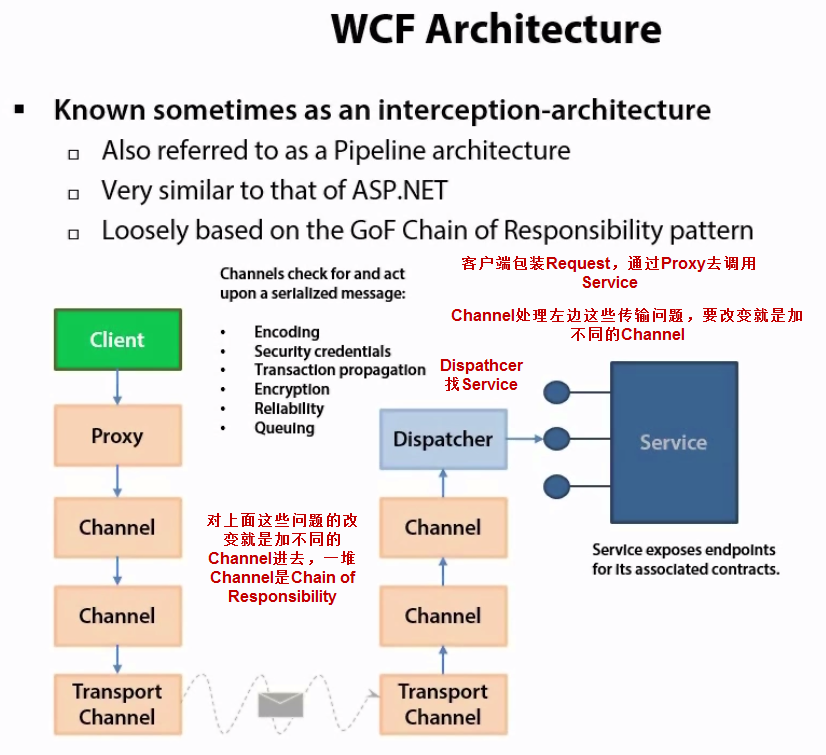 WCF Architecture
▪ Known sometimes as an interception-architecture
□ Also referred to as a Pipeline architecture
□ Very similar to that of ASP.NET
□ Loosely based on the GoF Chain of Responsibility pattern
Channels check for and act
upon a serialized message:
• Encoding
• Security credentials
• Transaction propagation
• Encryption
• Reliability
• Queuing
客户端包装Request，通过Proxy去调用
Service
Channel处理左边这些传输问题，要改变就是加
不同的Channel
Dispathcer
找Service
Client
Proxy
Channel
Channel
Transport
Channel
对上面这些问题的改
变就是加不同的
Channel进去，一堆
Channel是Chain of
Responsibility
Dispatcher
Channel
Channel
Transport
Channel
Service
Service exposes endpoints
for its associated contracts.